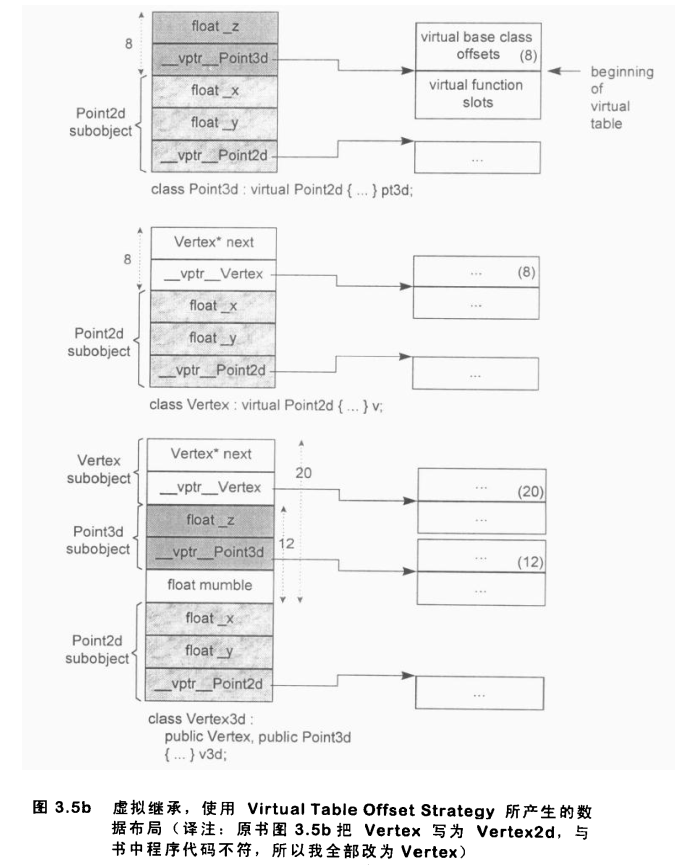 float _z
8
__vptr__Point3d
float _x
Point2d
subobject
float _y
__vptr__Point2d
virtual base class
offsets (8)
virtual function
slots
beginning
of
virtual
table
...
class Point3d : virtual Point2d { ... } pt3d;
Vertex* next
8
__vptr__Vertex
float _x
Point2d
subobject
float _y
__vptr__Point2d
... (8)
...
...
class Vertex : virtual Point2d { ... } v;
Vertex
subobject
Vertex* next
__vptr__Vertex
20
Point3d
subobject
float _z
__vptr__Point3d
12
float mumble
Point2d
subobject
float _x
float _y
__vptr__Point2d
... (20)
...
... (12)
...
...
class Vertex3d :
public Vertex, public Point3d
{ ... } v3d;
图 3.5b 虚拟继承，使用 Virtual Table Offset Strategy 所产生的数
据布局（译注：原书图 3.5b 把 Vertex 写为 Vertex2d，与
书中程序代码不符，所以我全部改为 Vertex）